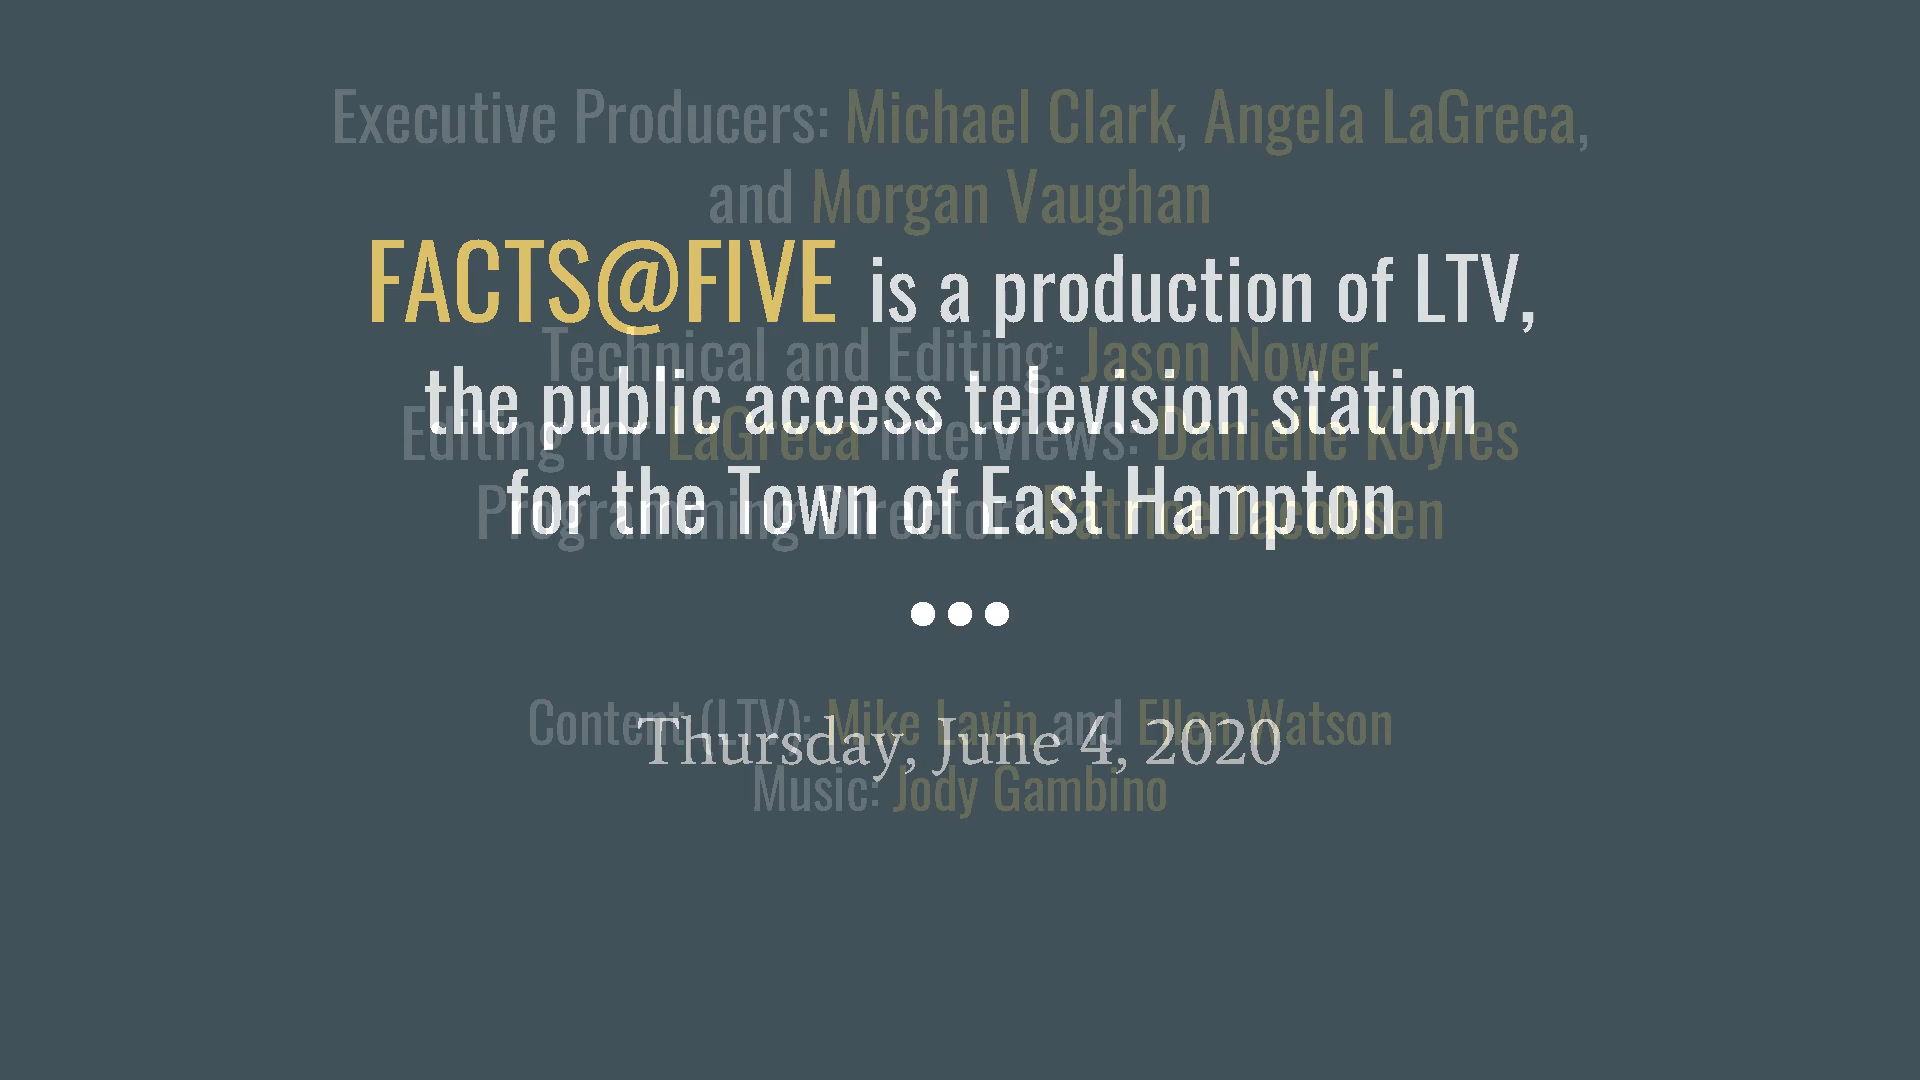 Executive Producers: Michael Clark, Angela LaGreca,
and Morgan Vaughan
FACTS@FIVE is a production of LTV,
Technical and Editing: Jason Nower
the public access television station
Editing for LaGreca Interviews: Danielle Koyles
for the Town of East Hampton
Programming Director: Patrice Jacobsen
Content (LTV): Mike Lavin and Ellen Watson
Thursday, June 4, 2020
Music: Jody Gambino